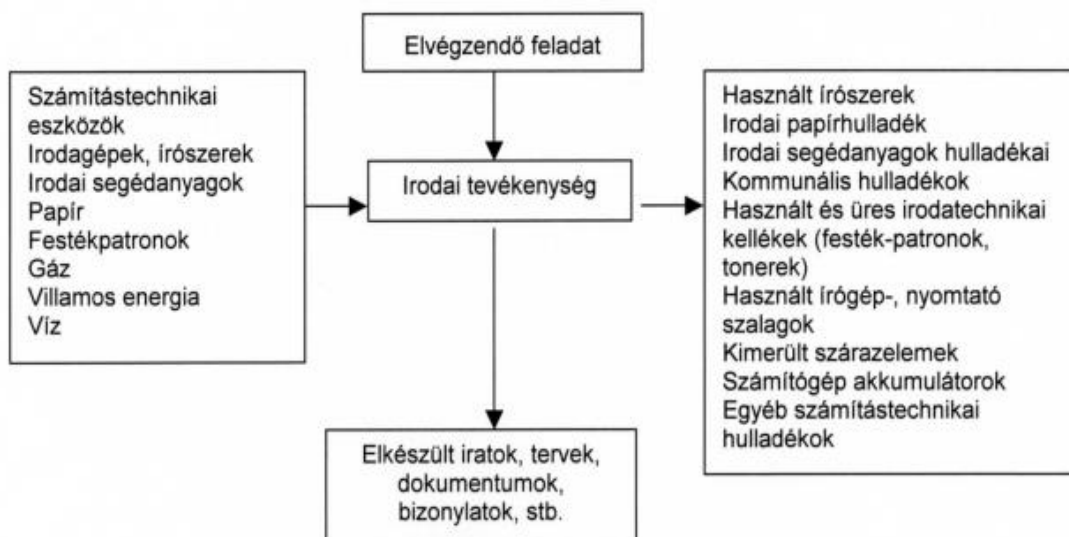 Elvégzendő feladat
Számítástechnikai
eszközök
Irodagépek, írószerek
Irodai segédanyagok
Papír
Festékpatronok
Gáz
Villamos energia
Víz
Irodai tevékenység
Használt írószerek
Irodai papírhulladék
Irodai segédanyagok hulladékai
Kommunális hulladékok
Használt és üres irodatechnikai
kellékek (festék-patronok,
tonerek)
Használt írógép-, nyomtató
szalagok
Kimerült szárazelemek
Számítógép akkumulátorok
Egyéb számítástechnikai
hulladékok
Elkészült iratok, tervek,
dokumentumok,
bizonylatok, stb.